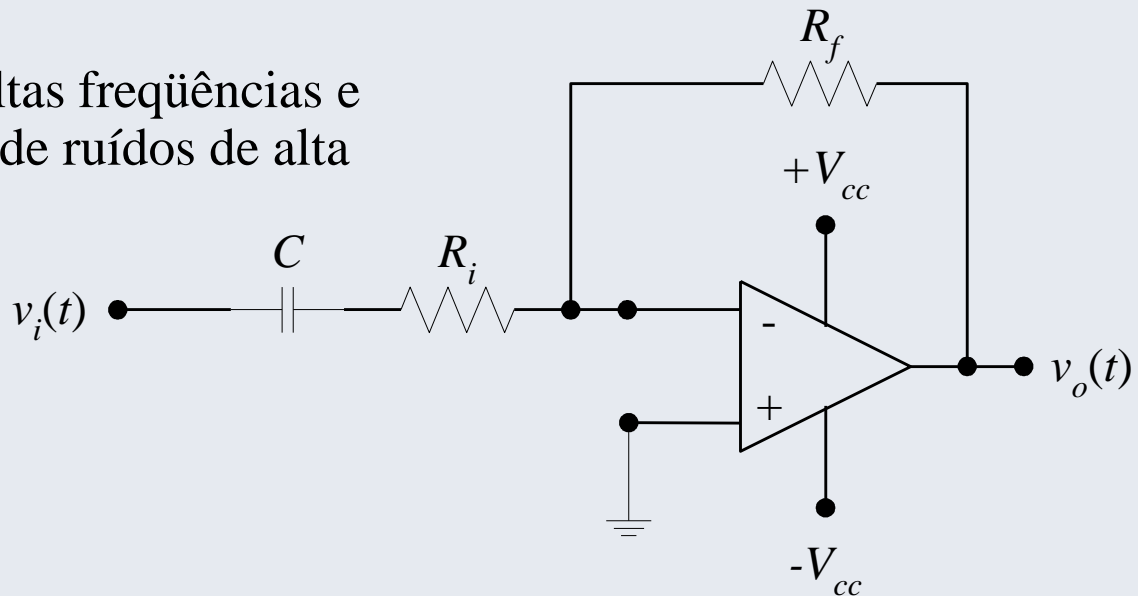 ltas freqüências e
de ruídos de alta
R_f
+V_cc
C
R_i
v_i(t)
-
+
v_o(t)
-V_cc